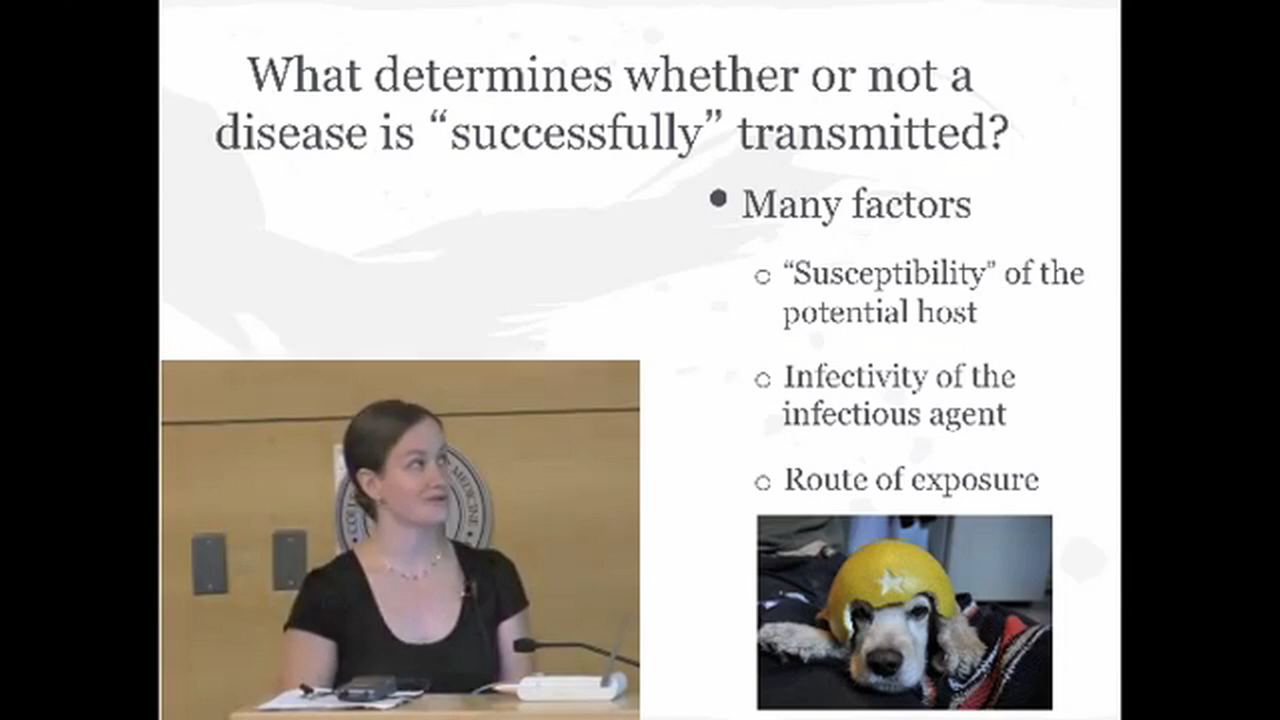 What determines whether or not a
disease is “successfully” transmitted?
• Many factors
○ “Susceptibility” of the
potential host
○ Infectivity of the
infectious agent
○ Route of exposure
MEDICINE